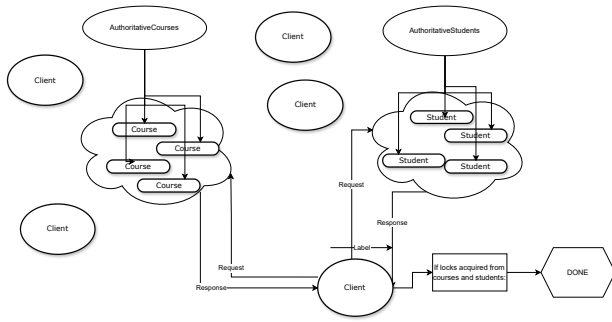 AuthoritativeCourses
AuthoritativeStudents
Client
Client
Client
Course
Course
Course
Course
Student
Student
Student
Student
Client
Request
Response
Label
Request
Response
Client
If locks acquired from
courses and students:
DONE